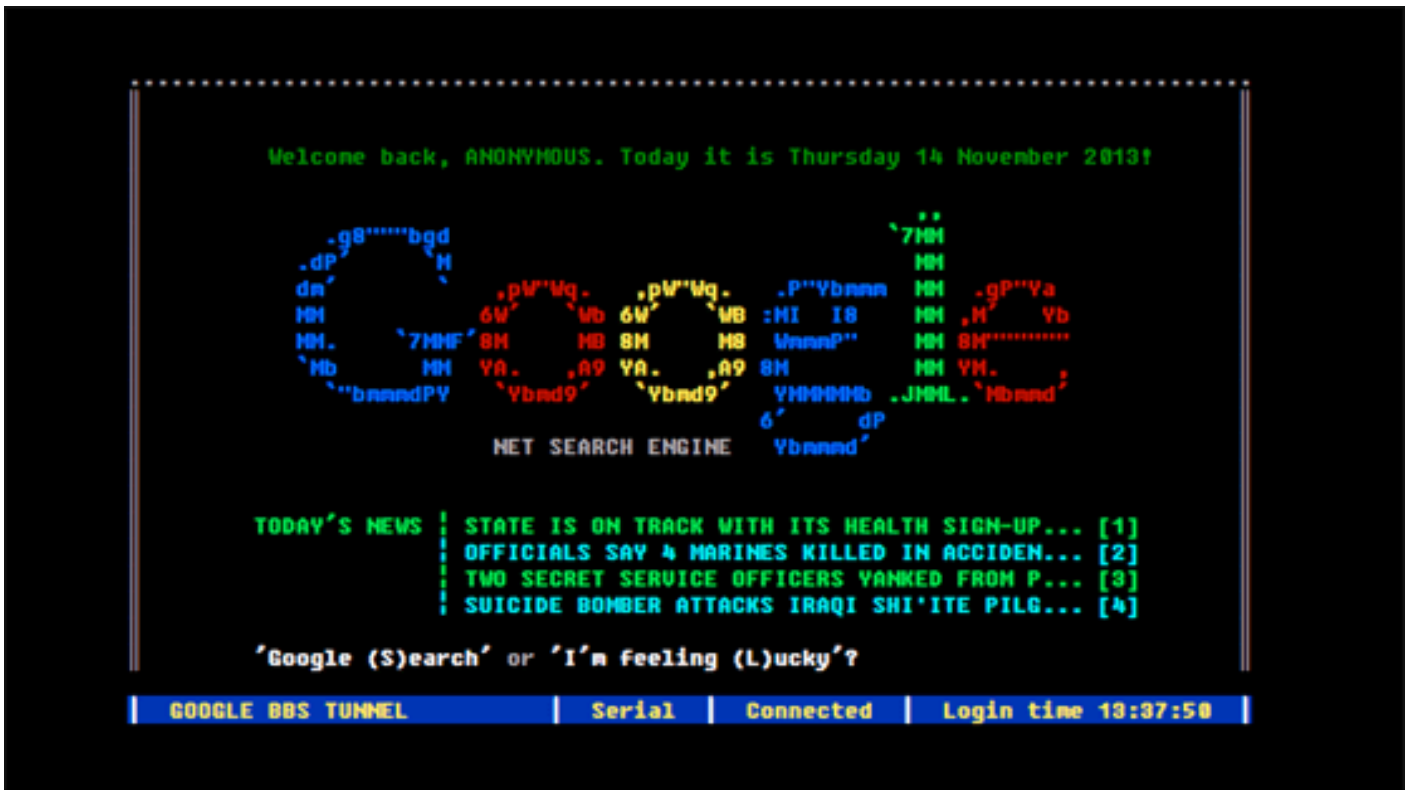 Welcome back, ANONYMOUS. Today it is Thursday 14 November 2013!
Google
NET SEARCH ENGINE
TODAY'S NEWS ¦ STATE IS ON TRACK WITH ITS HEALTH SIGN-UP... [1]
¦ OFFICIALS SAY 4 MARINES KILLED IN ACCIDEN... [2]
¦ TWO SECRET SERVICE OFFICERS YANKED FROM P... [3]
¦ SUICIDE BOMBER ATTACKS IRAQI SHI'ITE PILG... [4]
'Google (S)earch' or 'I'm feeling (L)ucky'?
GOOGLE BBS TUNNEL | Serial | Connected | Login time 13:37:50